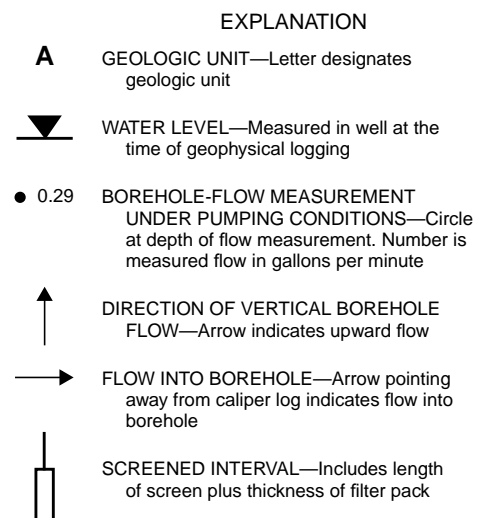 EXPLANATION
A GEOLOGIC UNIT—Letter designates
geologic unit
WATER LEVEL—Measured in well at the
time of geophysical logging
0.29 BOREHOLE-FLOW MEASUREMENT
UNDER PUMPING CONDITIONS—Circle
at depth of flow measurement. Number is
measured flow in gallons per minute
DIRECTION OF VERTICAL BOREHOLE
FLOW—Arrow indicates upward flow
FLOW INTO BOREHOLE—Arrow pointing
away from caliper log indicates flow into
borehole
SCREENED INTERVAL—Includes length
of screen plus thickness of filter pack